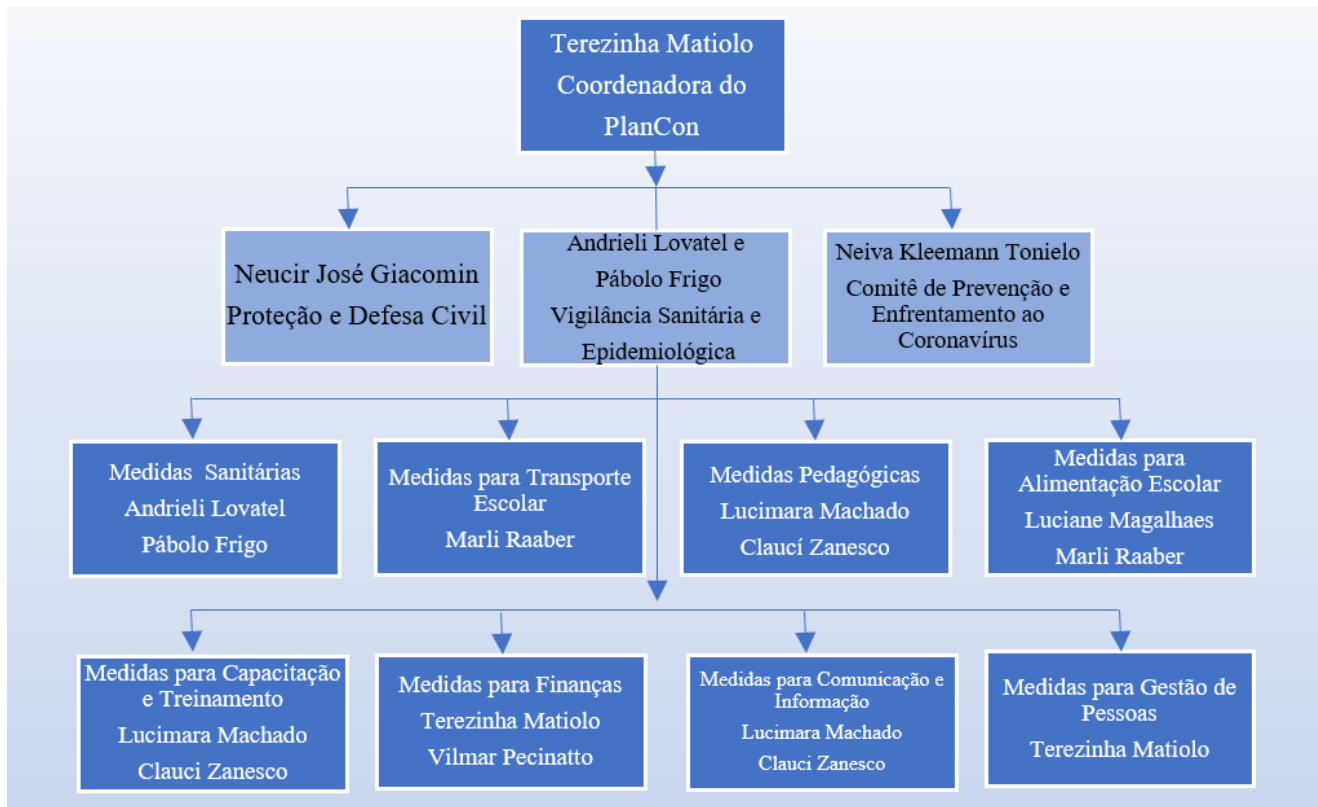 Terezinha Matiolo
Coordenadora do
PlanCon
Neucir José Giacomin
Proteção e Defesa Civil
Andrieli Lovatel e
Pábolo Frigo
Vigilância Sanitária e
Epidemiológica
Neiva Kleemann Tonielo
Comitê de Prevenção e
Enfrentamento ao
Coronavírus
Medidas Sanitárias
Andrieli Lovatel
Pábolo Frigo
Medidas para Transporte
Escolar
Marli Raaber
Medidas Pedagógicas
Lucimara Machado
Claucí Zanesco
Medidas para
Alimentação Escolar
Luciane Magalhaes
Marli Raaber
Medidas para Capacitação
e Treinamento
Lucimara Machado
Clauci Zanesco
Medidas para Finanças
Terezinha Matiolo
Vilmar Pecinatto
Medidas para Comunicação e
Informação
Lucimara Machado
Clauci Zanesco
Medidas para Gestão de
Pessoas
Terezinha Matiolo